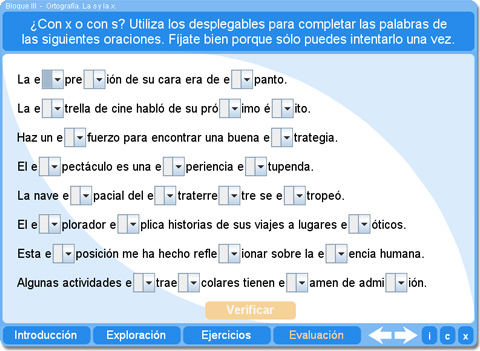 Bloque III - Ortografía. La s y la x.
¿Con x o con s? Utiliza los desplegables para completar las palabras de
las siguientes oraciones. Fíjate bien porque sólo puedes intentarlo una vez.
La e pre ión de su cara era de e panto.
La e trella de cine habló de su pró imo é ito.
Haz un e fuerzo para encontrar una buena e trategia.
El e pectáculo es una e periencia e tupenda.
La nave e pacial del e traterre tre se e tropeó.
El e plorador e plica historias de sus viajes a lugares e óticos.
Esta e posición me ha hecho refle ionar sobre la e encia humana.
Algunas actividades e trae colares tienen e amen de admi ión.
Verificar
Introducción Exploración Ejercicios Evaluación i c x